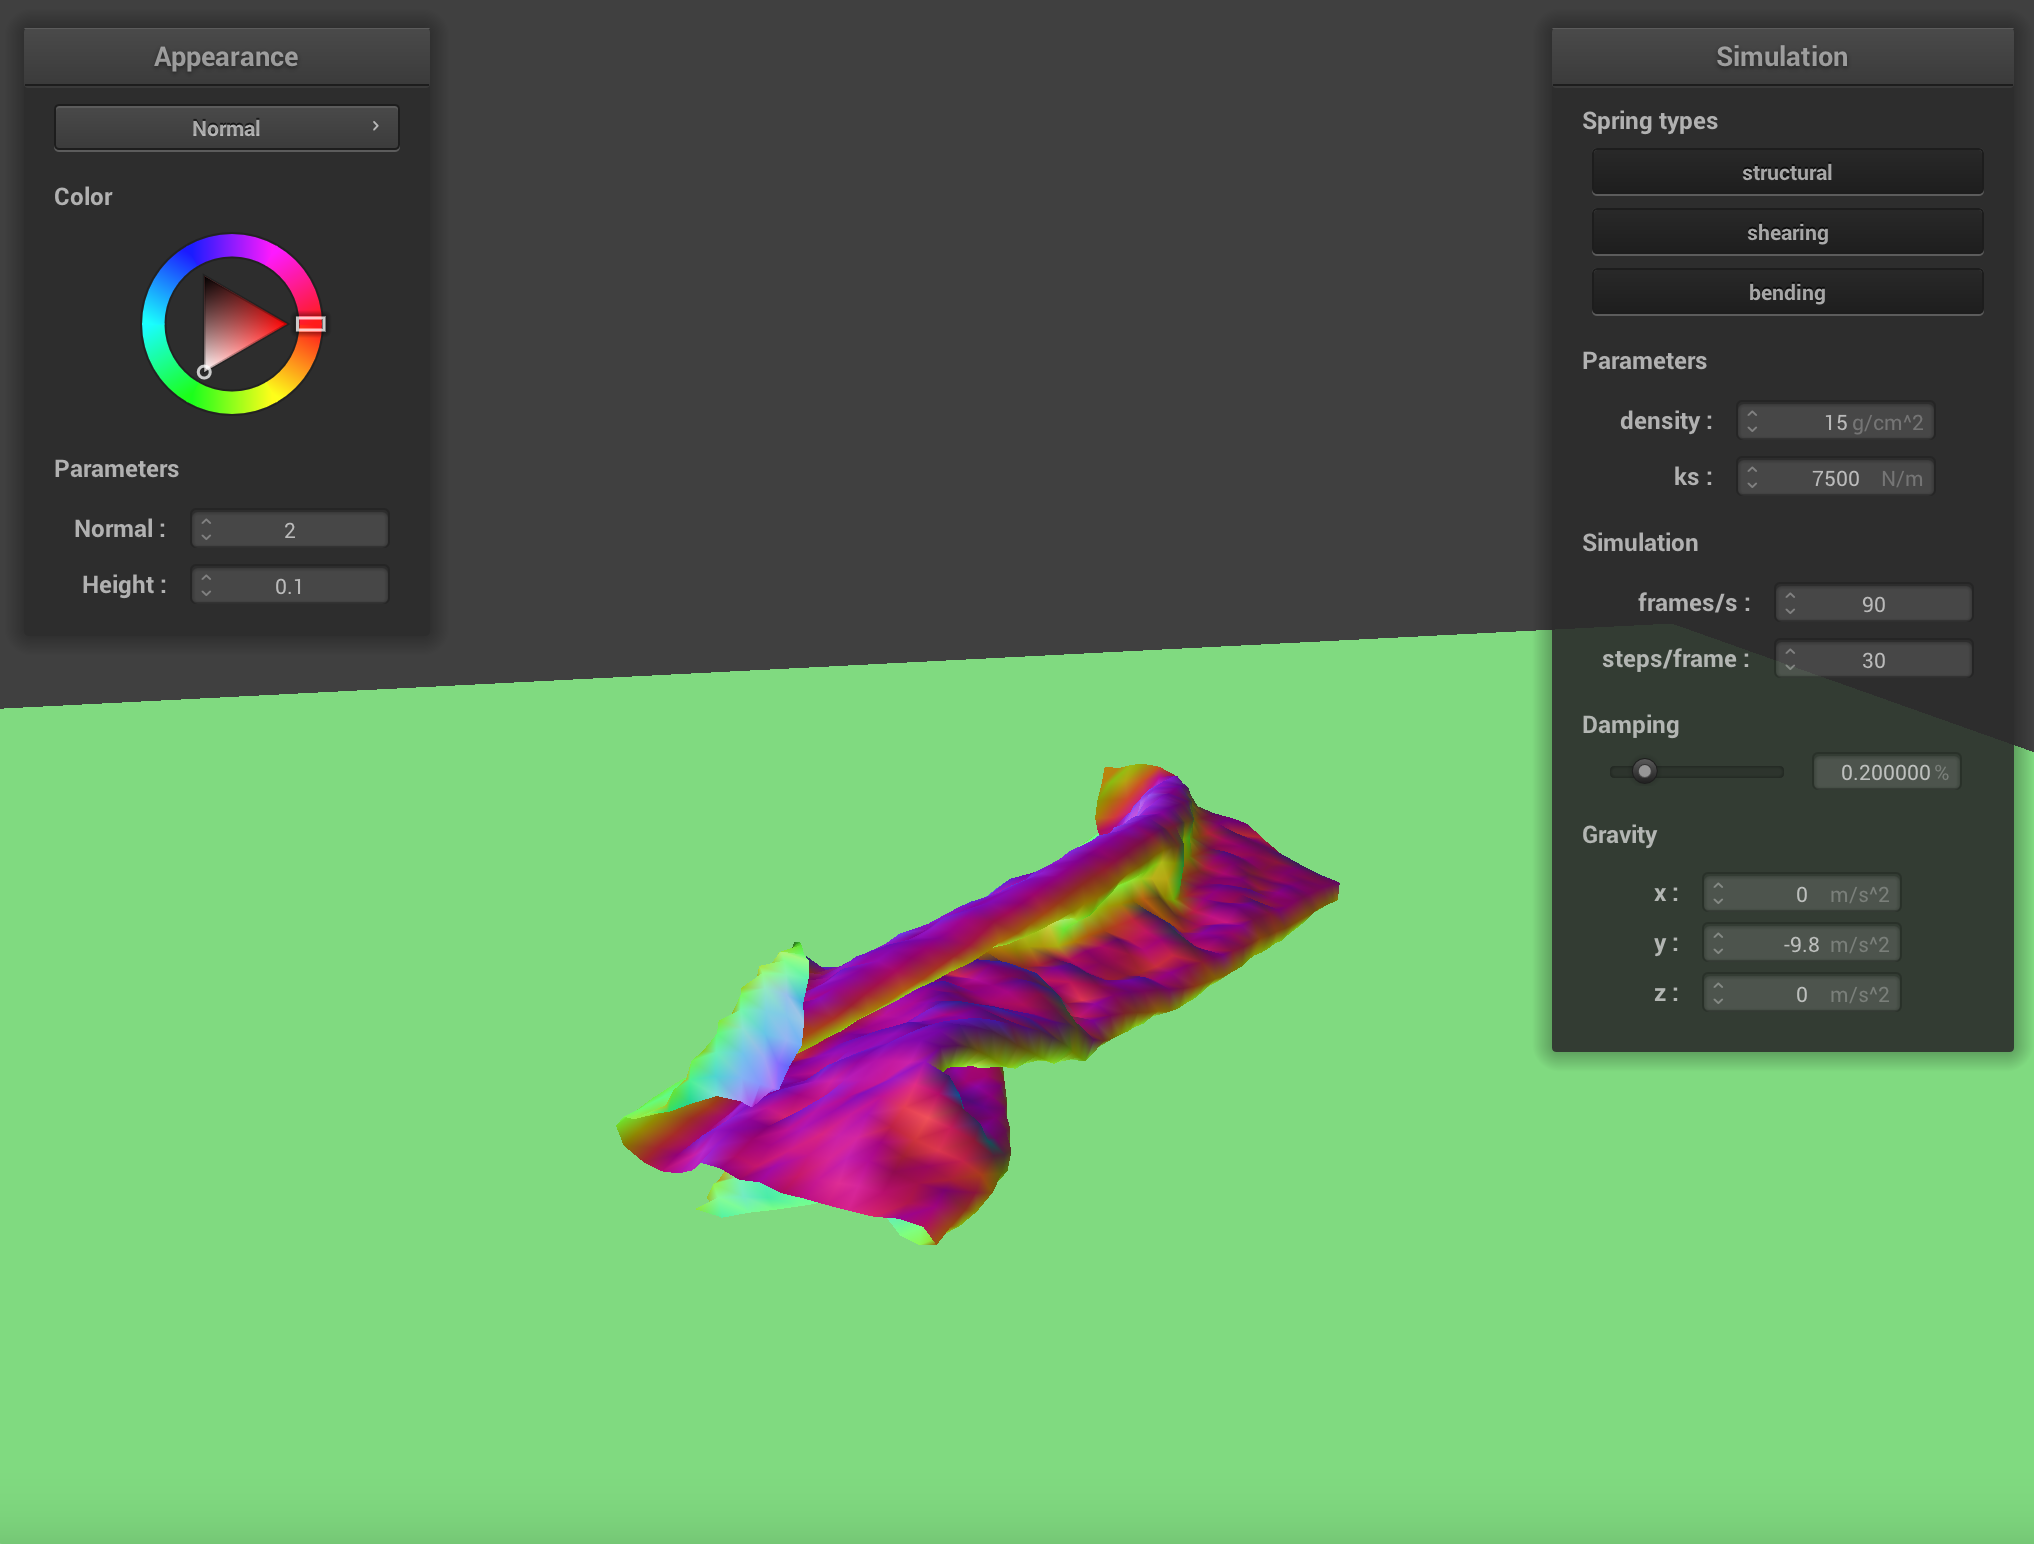 Appearance
Normal
Color
Parameters
Normal : 2
Height : 0.1
Simulation
Spring types
structural
shearing
bending
Parameters
density : 15 g/cm^2
ks : 7500 N/m
Simulation
frames/s : 90
steps/frame : 30
Damping
0.200000 %
Gravity
x : 0 m/s^2
y : -9.8 m/s^2
z : 0 m/s^2